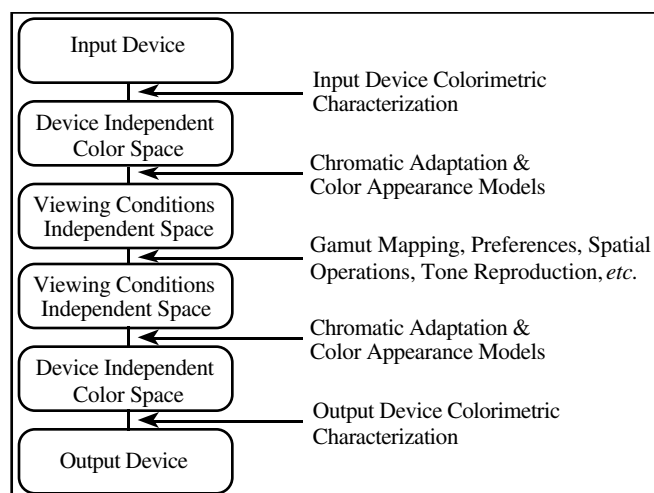 Input Device
Input Device Colorimetric
Characterization
Device Independent
Color Space
Chromatic Adaptation &
Color Appearance Models
Viewing Conditions
Independent Space
Gamut Mapping, Preferences, Spatial
Operations, Tone Reproduction, etc.
Viewing Conditions
Independent Space
Chromatic Adaptation &
Color Appearance Models
Device Independent
Color Space
Output Device Colorimetric
Characterization
Output Device